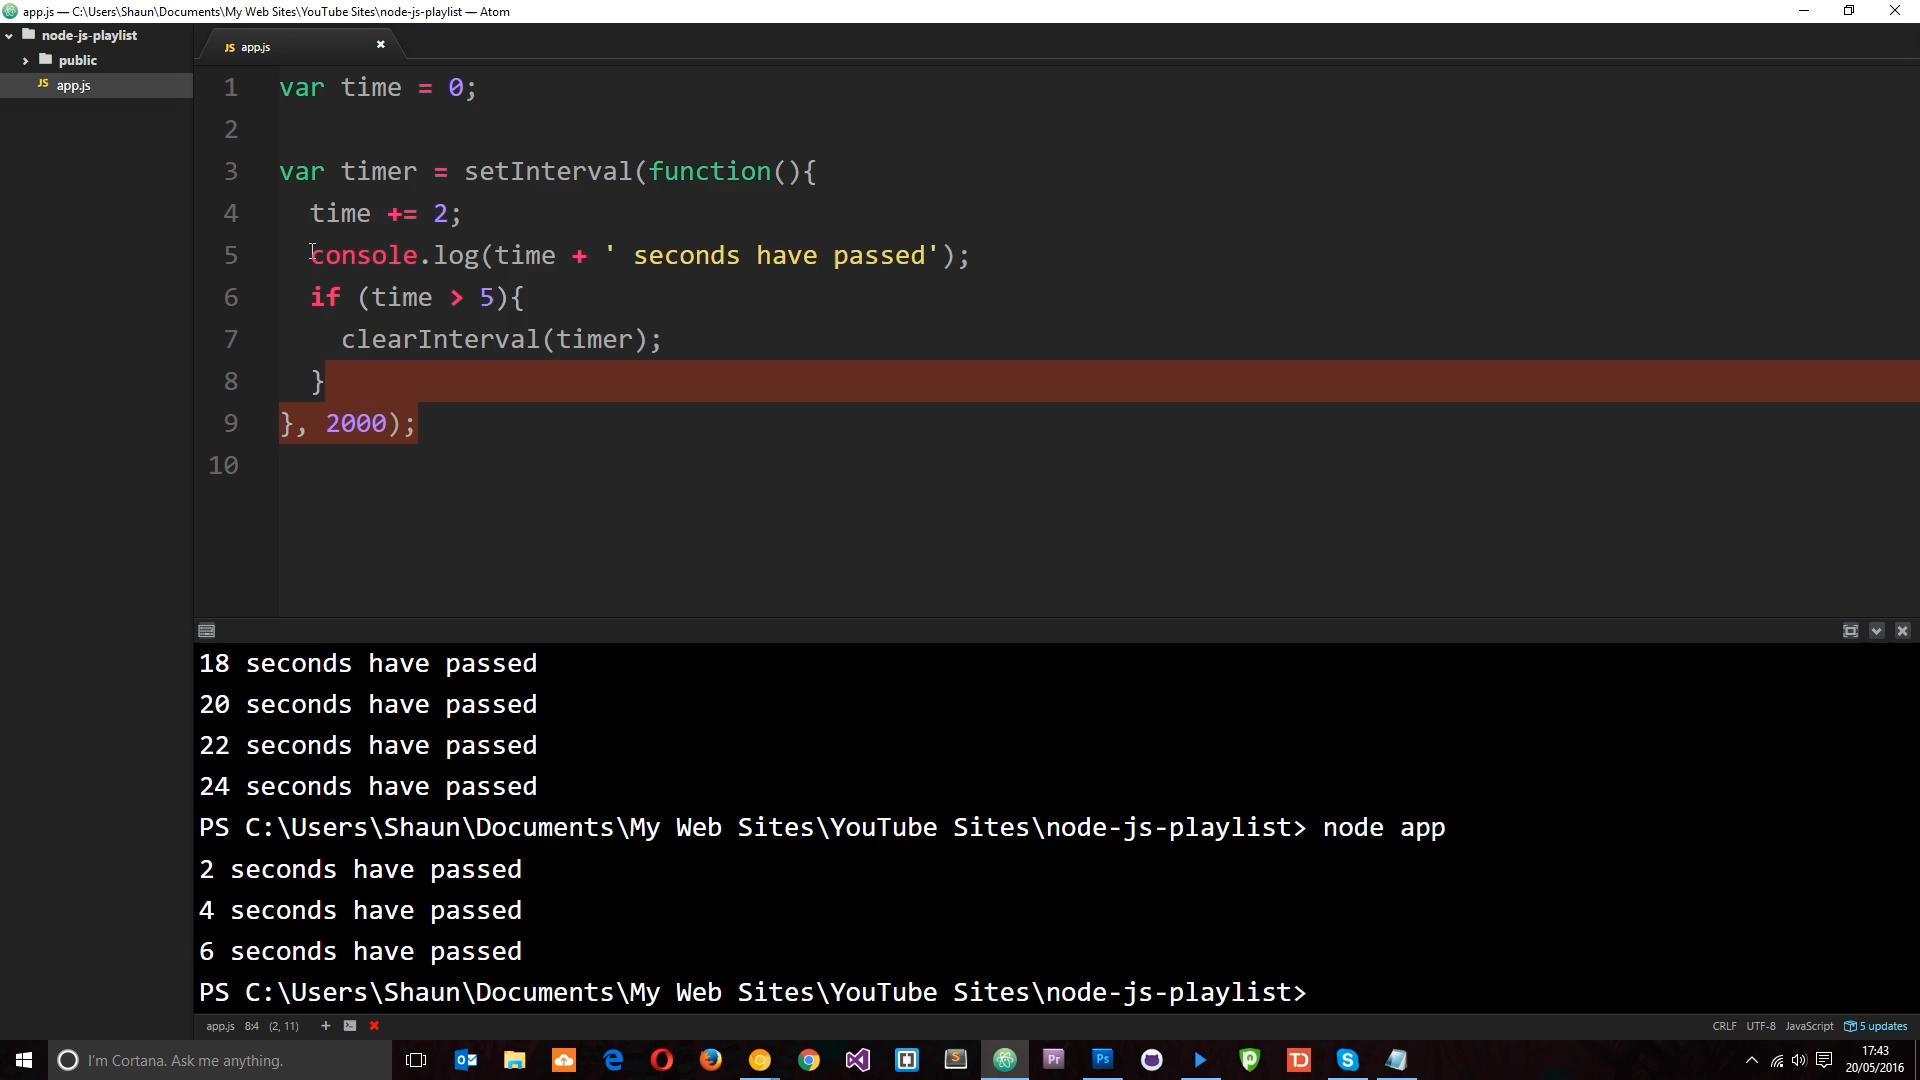 app.js — C:\Users\Shaun\Documents\My Web Sites\YouTube Sites\node-js-playlist — Atom
node-js-playlist
public
JS app.js
JS app.js
1 var time = 0;
2
3 var timer = setInterval(function(){
4   time += 2;
5   console.log(time + ' seconds have passed');
6   if (time > 5){
7     clearInterval(timer);
8   }
9 }, 2000);
10
18 seconds have passed
20 seconds have passed
22 seconds have passed
24 seconds have passed
PS C:\Users\Shaun\Documents\My Web Sites\YouTube Sites\node-js-playlist> node app
2 seconds have passed
4 seconds have passed
6 seconds have passed
PS C:\Users\Shaun\Documents\My Web Sites\YouTube Sites\node-js-playlist>
app.js 8:4 (2, 11) CRLF UTF-8 JavaScript 5 updates
I'm Cortana. Ask me anything.
Pr
Ps
TD
17:43
20/05/2016